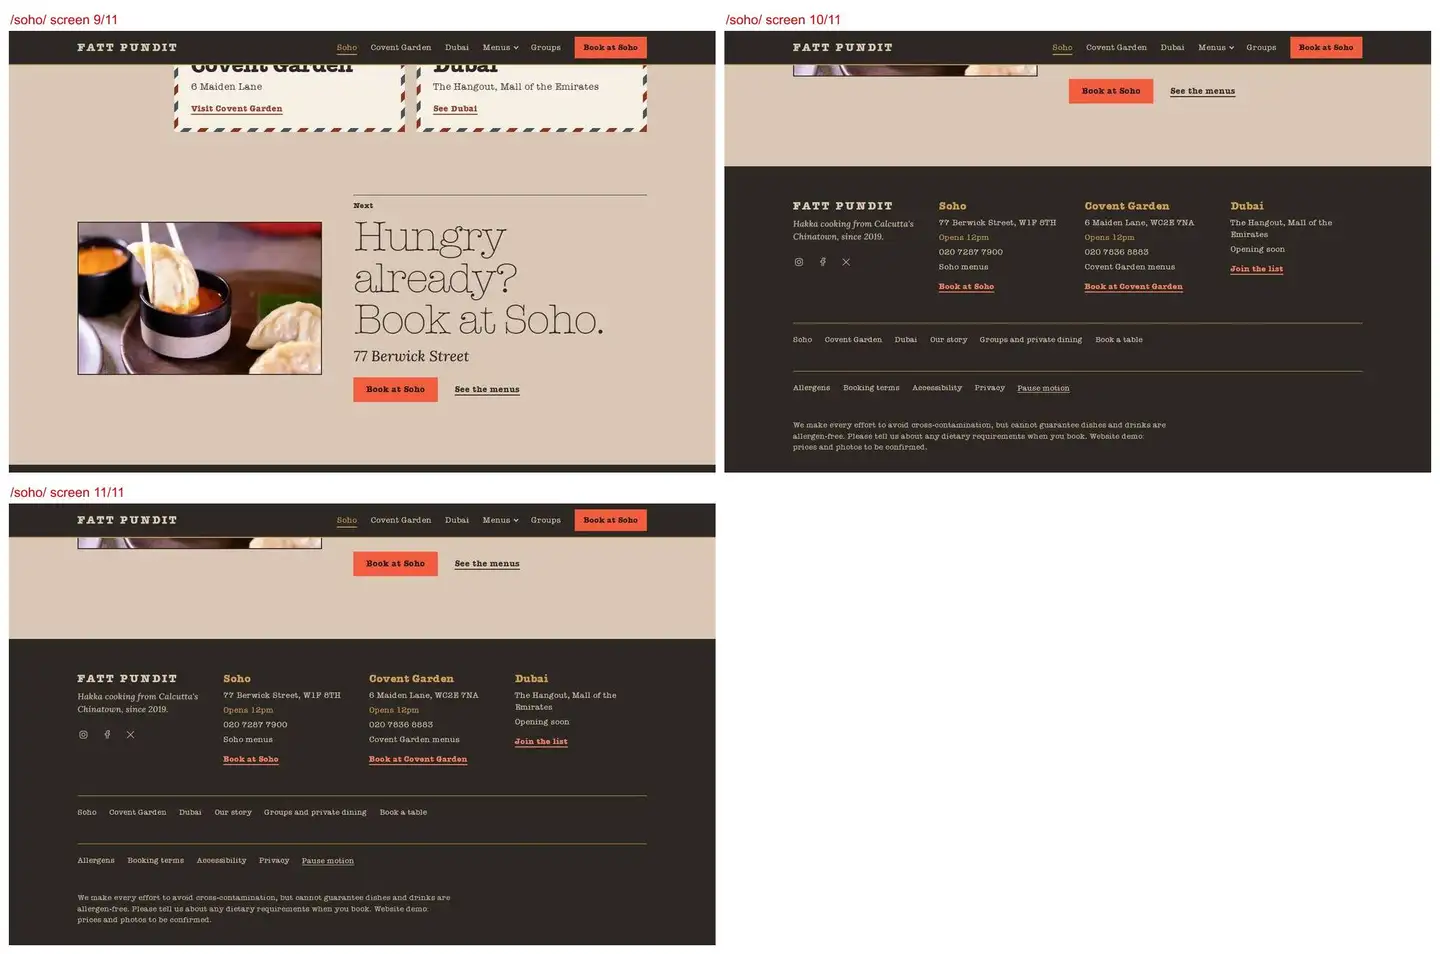 /soho/ screen 9/11
FATT PUNDIT
Soho Covent Garden Dubai Menus Groups Book at Soho
Covent Garden
6 Maiden Lane
Visit Covent Garden
Dubai
The Hangout, Mall of the Emirates
See Dubai
Next
Hungry
already?
Book at Soho.
77 Berwick Street
Book at Soho See the menus
/soho/ screen 10/11
FATT PUNDIT
Soho Covent Garden Dubai Menus Groups Book at Soho
Book at Soho See the menus
FATT PUNDIT
Hakka cooking from Calcutta's
Chinatown, since 2019.
Soho
77 Berwick Street, W1F 8TH
Opens 12pm
020 7287 7900
Soho menus
Book at Soho
Covent Garden
6 Maiden Lane, WC2E 7NA
Opens 12pm
020 7836 8883
Covent Garden menus
Book at Covent Garden
Dubai
The Hangout, Mall of the
Emirates
Opening soon
Join the list
Soho Covent Garden Dubai Our story Groups and private dining Book a table
Allergens Booking terms Accessibility Privacy Pause motion
We make every effort to avoid cross-contamination, but cannot guarantee dishes and drinks are
allergen-free. Please tell us about any dietary requirements when you book. Website demo:
prices and photos to be confirmed.
/soho/ screen 11/11
FATT PUNDIT
Soho Covent Garden Dubai Menus Groups Book at Soho
Book at Soho See the menus
FATT PUNDIT
Hakka cooking from Calcutta's
Chinatown, since 2019.
Soho
77 Berwick Street, W1F 8TH
Opens 12pm
020 7287 7900
Soho menus
Book at Soho
Covent Garden
6 Maiden Lane, WC2E 7NA
Opens 12pm
020 7836 8883
Covent Garden menus
Book at Covent Garden
Dubai
The Hangout, Mall of the
Emirates
Opening soon
Join the list
Soho Covent Garden Dubai Our story Groups and private dining Book a table
Allergens Booking terms Accessibility Privacy Pause motion
We make every effort to avoid cross-contamination, but cannot guarantee dishes and drinks are
allergen-free. Please tell us about any dietary requirements when you book. Website demo:
prices and photos to be confirmed.